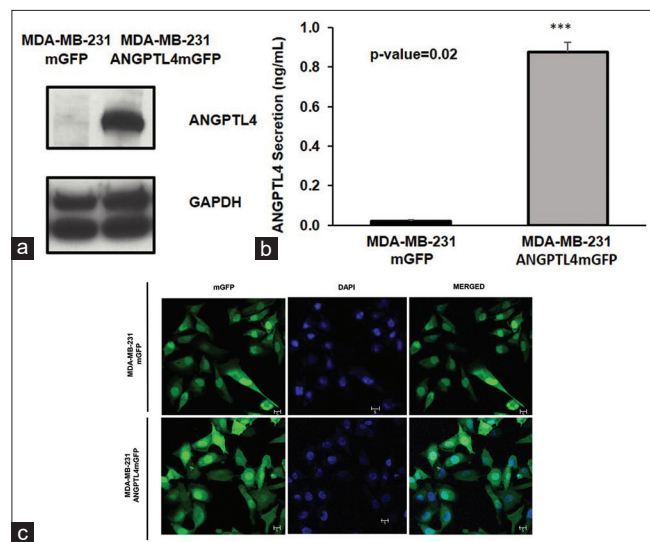 MDA-MB-231 MDA-MB-231
mGFP ANGPTL4mGFP
ANGPTL4
GAPDH
a
ANGPTL4 Secretion (ng/mL)
1.0
0.8
0.6
0.4
0.2
0.0
p-value=0.02
***
MDA-MB-231
mGFP
MDA-MB-231
ANGPTL4mGFP
b
mGFP DAPI MERGED
MDA-MB-231
mGFP
MDA-MB-231
ANGPTL4mGFP
c